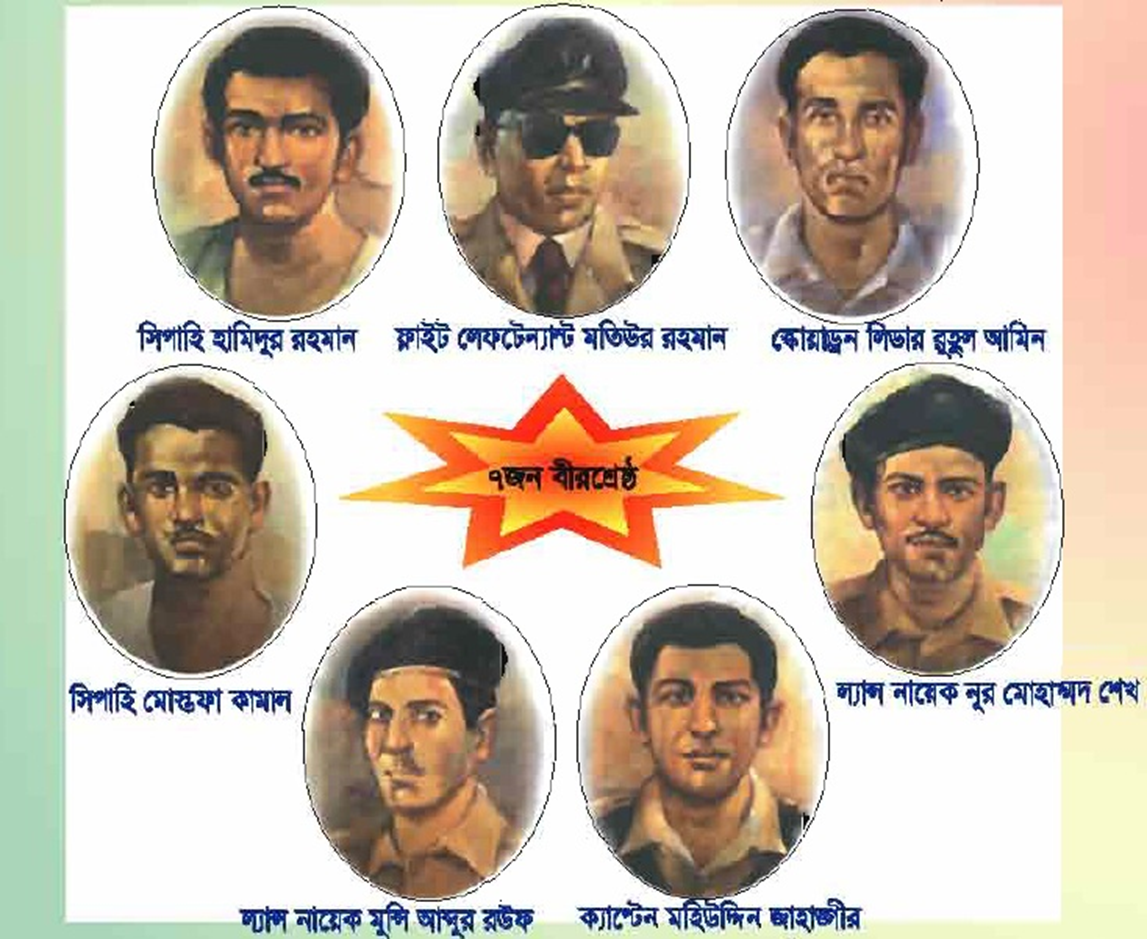 সিপাহি হামিদুর রহমান
ফ্লাইট লেফটেন্যান্ট মতিউর রহমান
স্কোয়াড্রন লিডার রুহুল আমিন
৭জন বীরশ্রেষ্ঠ
সিপাহি মোস্তফা কামাল
ল্যান্স নায়েক নূর মোহাম্মদ শেখ
ল্যান্স নায়েক মুন্সি আব্দুর রউফ
ক্যাপ্টেন মহিউদ্দিন জাহাঙ্গীর